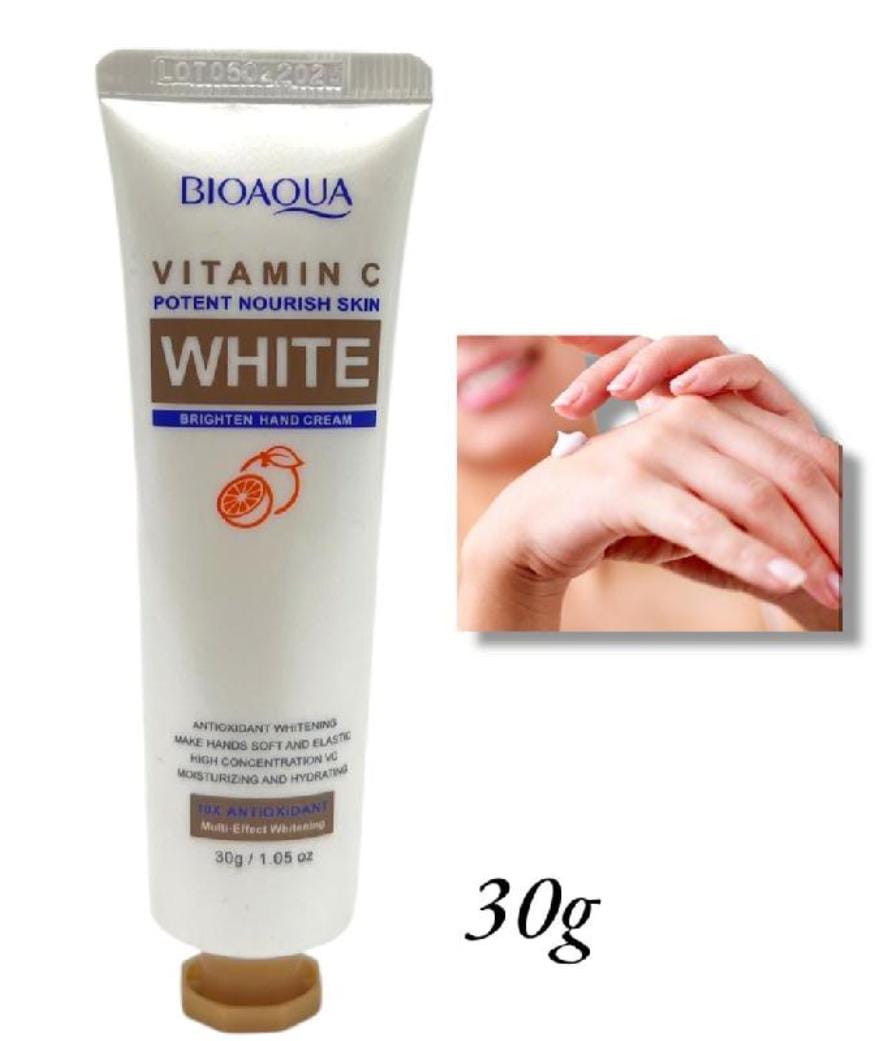 BIOAQUA
VITAMIN C
POTENT NOURISH SKIN
WHITE
BRIGHTEN HAND CREAM
ANTIOXIDANT WHITENING
MAKE HANDS SOFT AND ELASTIC
HIGH CONCENTRATION VC
MOISTURIZING AND HYDRATING
10X ANTIOXIDANT
Multi-Effect Whitening
30g / 1.05 oz
30g